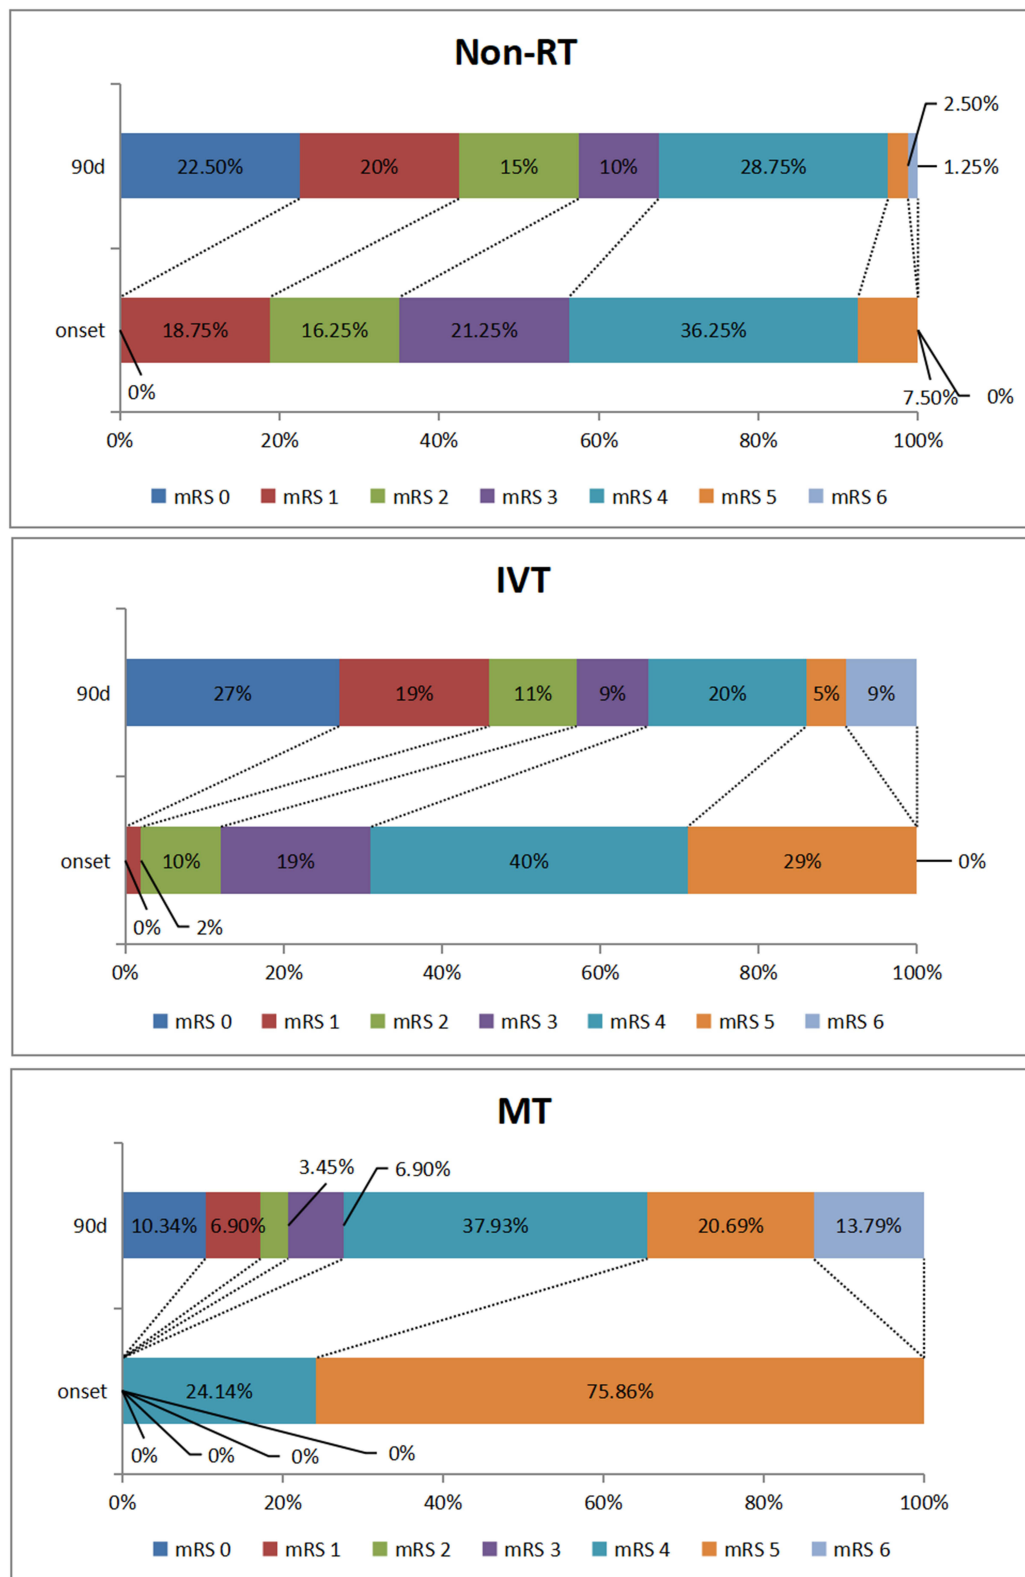 Non-RT
2.50%
90d 22.50% 20% 15% 10% 28.75% 1.25%
onset 18.75% 16.25% 21.25% 36.25%
0% 7.50% 0%
0% 20% 40% 60% 80% 100%
mRS 0 mRS 1 mRS 2 mRS 3 mRS 4 mRS 5 mRS 6
IVT
90d 27% 19% 11% 9% 20% 5% 9%
onset 10% 19% 40% 29% 0%
0% 2%
0% 20% 40% 60% 80% 100%
mRS 0 mRS 1 mRS 2 mRS 3 mRS 4 mRS 5 mRS 6
MT
3.45% 6.90%
90d 10.34% 6.90% 37.93% 20.69% 13.79%
onset 24.14% 75.86%
0% 0% 0% 0%
0% 20% 40% 60% 80% 100%
mRS 0 mRS 1 mRS 2 mRS 3 mRS 4 mRS 5 mRS 6